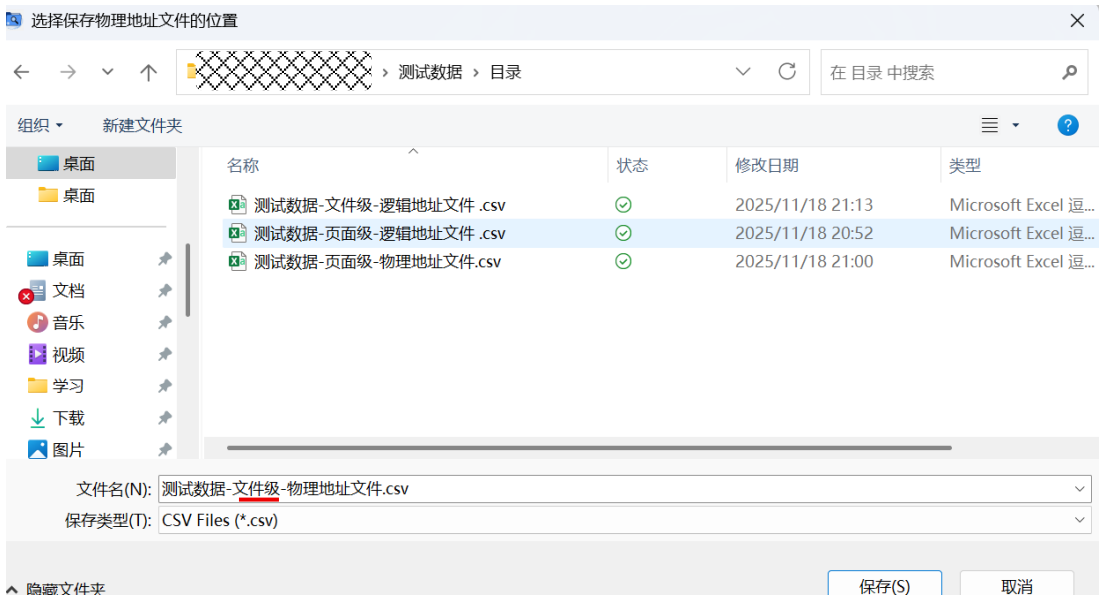 选择保存物理地址文件的位置
› 测试数据 › 目录
在 目录 中搜索
组织 新建文件夹
桌面
桌面
桌面
文档
音乐
视频
学习
下载
图片
名称 状态 修改日期 类型
测试数据-文件级-逻辑地址文件 .csv 2025/11/18 21:13 Microsoft Excel 逗...
测试数据-页面级-逻辑地址文件 .csv 2025/11/18 20:52 Microsoft Excel 逗...
测试数据-页面级-物理地址文件.csv 2025/11/18 21:00 Microsoft Excel 逗...
文件名(N): 测试数据-文件级-物理地址文件.csv
保存类型(T): CSV Files (*.csv)
隐藏文件夹 保存(S) 取消